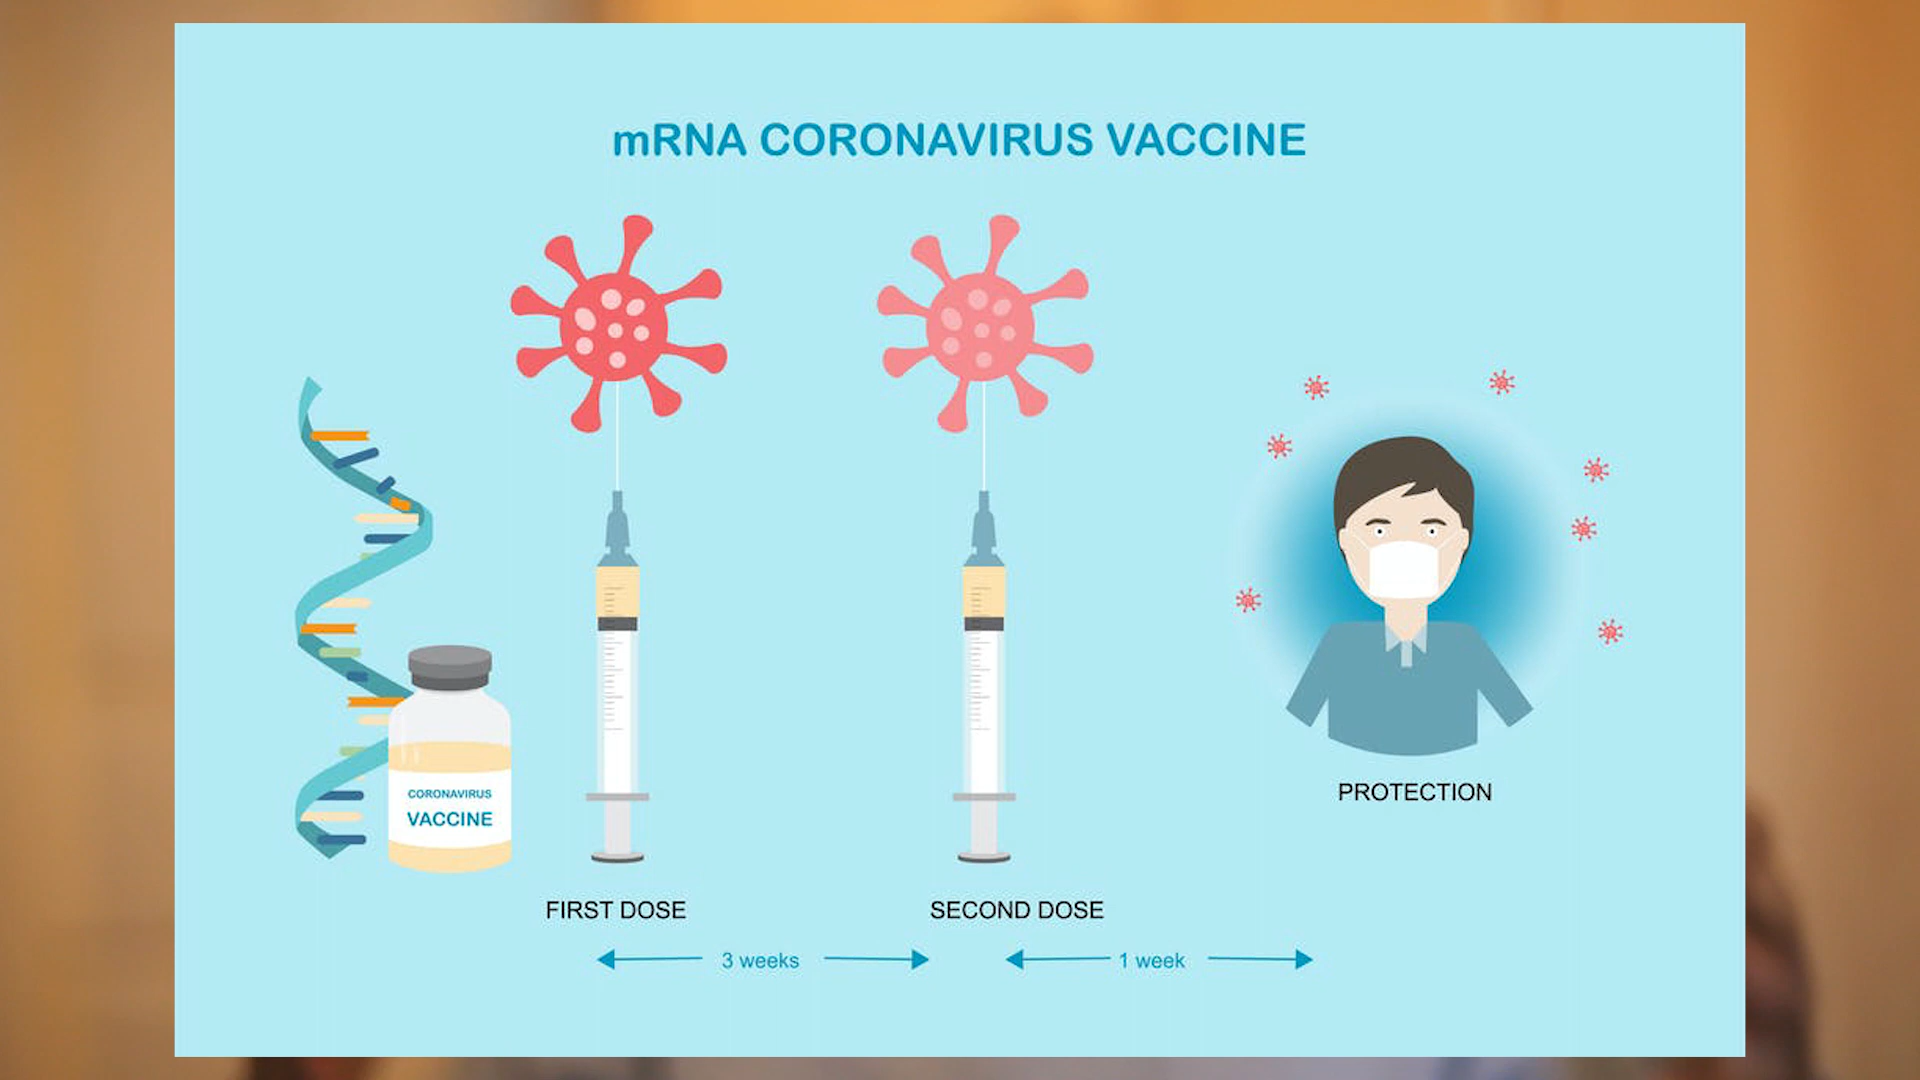 mRNA CORONAVIRUS VACCINE
CORONAVIRUS
VACCINE
FIRST DOSE
SECOND DOSE
PROTECTION
3 weeks
1 week